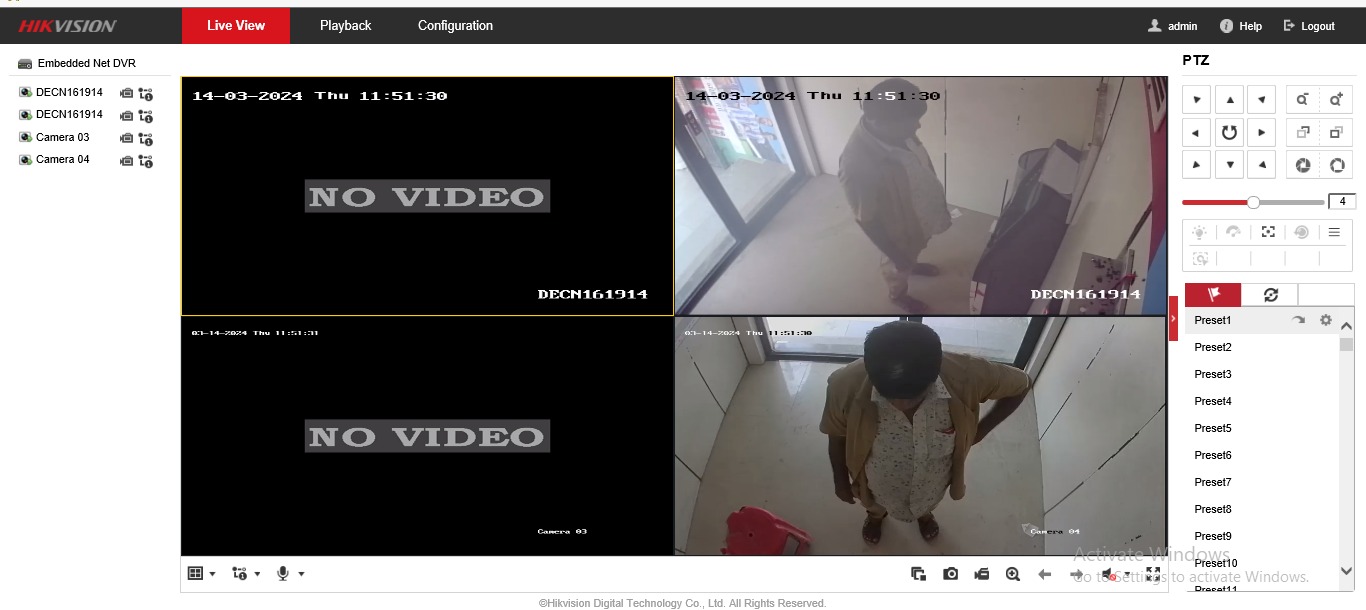 HIKVISION
Live View
Playback
Configuration
admin
Help
Logout
Embedded Net DVR
DECN161914
DECN161914
Camera 03
Camera 04
14-03-2024 Thu 11:51:30
NO VIDEO
DECN161914
14-03-2024 Thu 11:51:30
DECN161914
03-14-2024 Thu 11:51:31
NO VIDEO
Camera 03
03-14-2024 Thu 11:51:30
Camera 04
PTZ
4
Preset1
Preset2
Preset3
Preset4
Preset5
Preset6
Preset7
Preset8
Preset9
Preset10
Preset11
Activate Windows
Go to Settings to activate Windows.
©Hikvision Digital Technology Co., Ltd. All Rights Reserved.